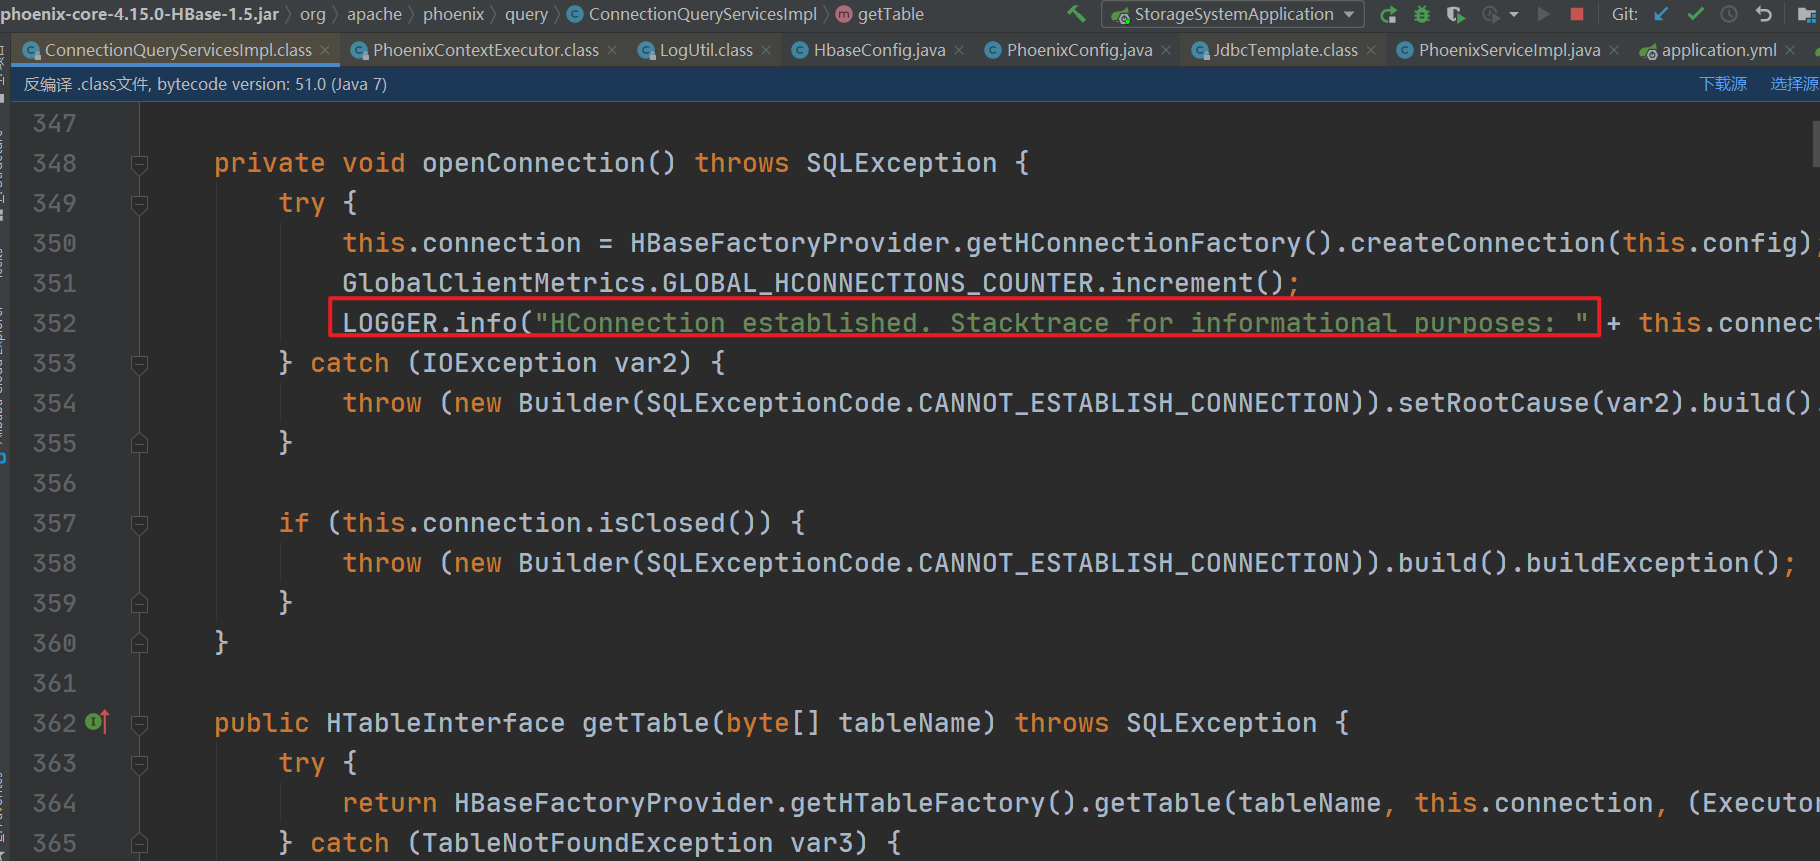 phoenix-core-4.15.0-HBase-1.5.jar org apache phoenix query ConnectionQueryServicesImpl getTable StorageSystemApplication Git:
ConnectionQueryServicesImpl.class PhoenixContextExecutor.class LogUtil.class HbaseConfig.java PhoenixConfig.java JdbcTemplate.class PhoenixServiceImpl.java application.yml
反编译 .class文件, bytecode version: 51.0 (Java 7) 下载源 选择源
347
348 private void openConnection() throws SQLException {
349 try {
350 this.connection = HBaseFactoryProvider.getHConnectionFactory().createConnection(this.config);
351 GlobalClientMetrics.GLOBAL_HCONNECTIONS_COUNTER.increment();
352 LOGGER.info("HConnection established. Stacktrace for informational purposes: " + this.connect
353 } catch (IOException var2) {
354 throw (new Builder(SQLExceptionCode.CANNOT_ESTABLISH_CONNECTION)).setRootCause(var2).build().
355 }
356
357 if (this.connection.isClosed()) {
358 throw (new Builder(SQLExceptionCode.CANNOT_ESTABLISH_CONNECTION)).build().buildException();
359 }
360 }
361
362 public HTableInterface getTable(byte[] tableName) throws SQLException {
363 try {
364 return HBaseFactoryProvider.getHTableFactory().getTable(tableName, this.connection, (Executor
365 } catch (TableNotFoundException var3) {